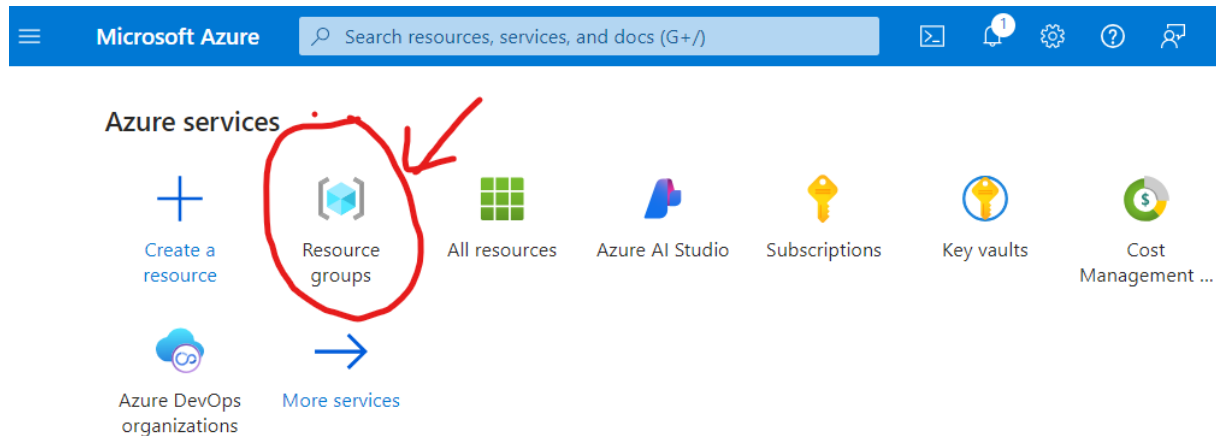 Microsoft Azure
Search resources, services, and docs (G+/)
1
Azure services
Create a
resource
Resource
groups
All resources
Azure AI Studio
Subscriptions
Key vaults
$
Cost
Management ...
Azure DevOps
organizations
More services